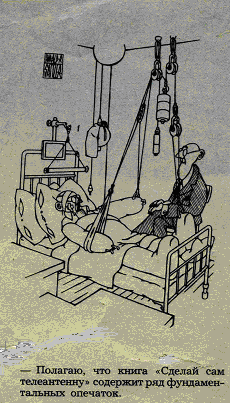 — Полагаю, что книга «Сделай сам
телеантенну» содержит ряд фундамен-
тальных опечаток.